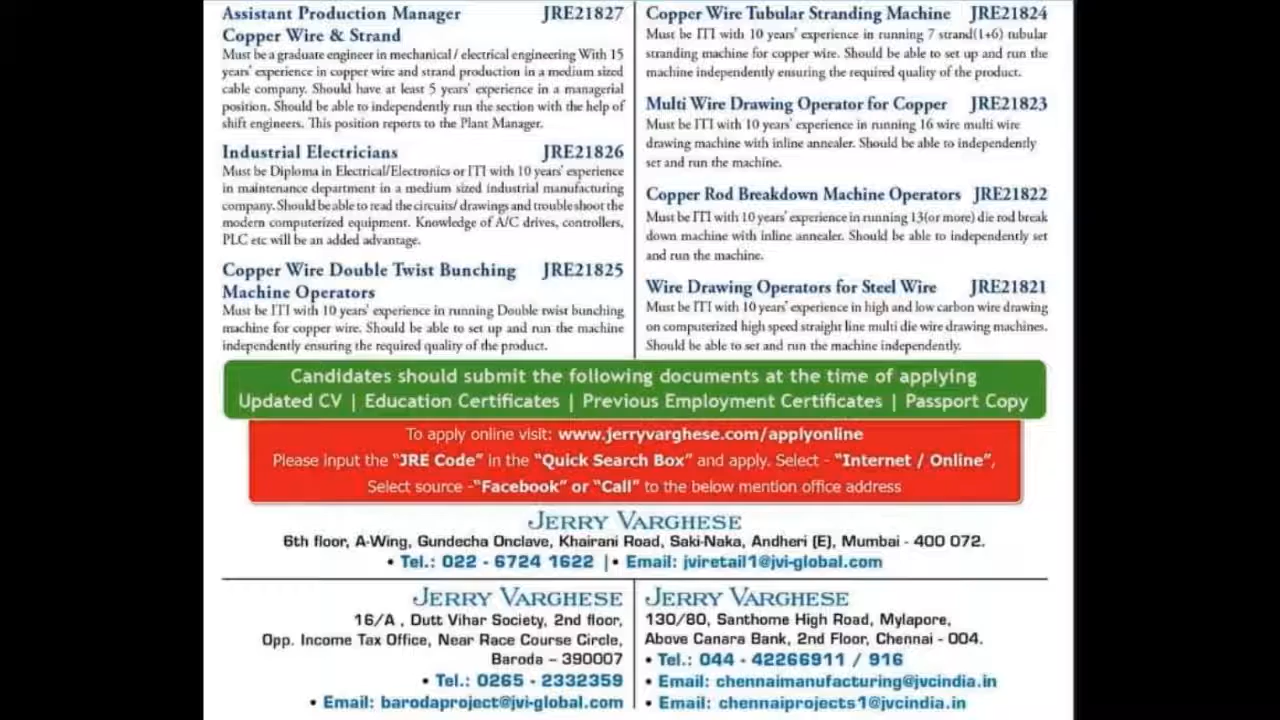 Assistant Production Manager JRE21827
Copper Wire & Strand
Must be a graduate engineer in mechanical / electrical engineering With 15
years' experience in copper wire and strand production in a medium sized
cable company. Should have at least 5 years' experience in a managerial
position. Should be able to independently run the section with the help of
shift engineers. This position reports to the Plant Manager.
Industrial Electricians JRE21826
Must be Diploma in Electrical/Electronics or ITI with 10 years' experience
in maintenance department in a medium sized industrial manufacturing
company. Should be able to read the circuits/ drawings and trouble shoot the
modern computerized equipment. Knowledge of A/C drives, controllers,
PLC etc will be an added advantage.
Copper Wire Double Twist Bunching JRE21825
Machine Operators
Must be ITI with 10 years' experience in running Double twist bunching
machine for copper wire. Should be able to set up and run the machine
independently ensuring the required quality of the product.
Copper Wire Tubular Stranding Machine JRE21824
Must be ITI with 10 years' experience in running 7 strand(1+6) tubular
stranding machine for copper wire. Should be able to set up and run the
machine independently ensuring the required quality of the product.
Multi Wire Drawing Operator for Copper JRE21823
Must be ITI with 10 years' experience in running 16 wire multi wire
drawing machine with inline annealer. Should be able to independently
set and run the machine.
Copper Rod Breakdown Machine Operators JRE21822
Must be ITI with 10 years' experience in running 13(or more) die rod break
down machine with inline annealer. Should be able to independently set
and run the machine.
Wire Drawing Operators for Steel Wire JRE21821
Must be ITI with 10 years' experience in high and low carbon wire drawing
on computerized high speed straight line multi die wire drawing machines.
Should be able to set and run the machine independently.
Candidates should submit the following documents at the time of applying
Updated CV | Education Certificates | Previous Employment Certificates | Passport Copy
To apply online visit: www.jerryvarghese.com/applyonline
Please input the "JRE Code" in the "Quick Search Box" and apply. Select - "Internet / Online",
Select source -"Facebook" or "Call" to the below mention office address
JERRY VARGHESE
6th floor, A-Wing, Gundecha Onclave, Khairani Road, Saki-Naka, Andheri (E), Mumbai - 400 072.
• Tel.: 022 - 6724 1622 |• Email: jviretail1@jvi-global.com
JERRY VARGHESE
16/A , Dutt Vihar Society, 2nd floor,
Opp. Income Tax Office, Near Race Course Circle,
Baroda – 390007
• Tel.: 0265 - 2332359
• Email: barodaproject@jvi-global.com
JERRY VARGHESE
130/80, Santhome High Road, Mylapore,
Above Canara Bank, 2nd Floor, Chennai - 004.
• Tel.: 044 - 42266911 / 916
• Email: chennaimanufacturing@jvcindia.in
• Email: chennaiprojects1@jvcindia.in